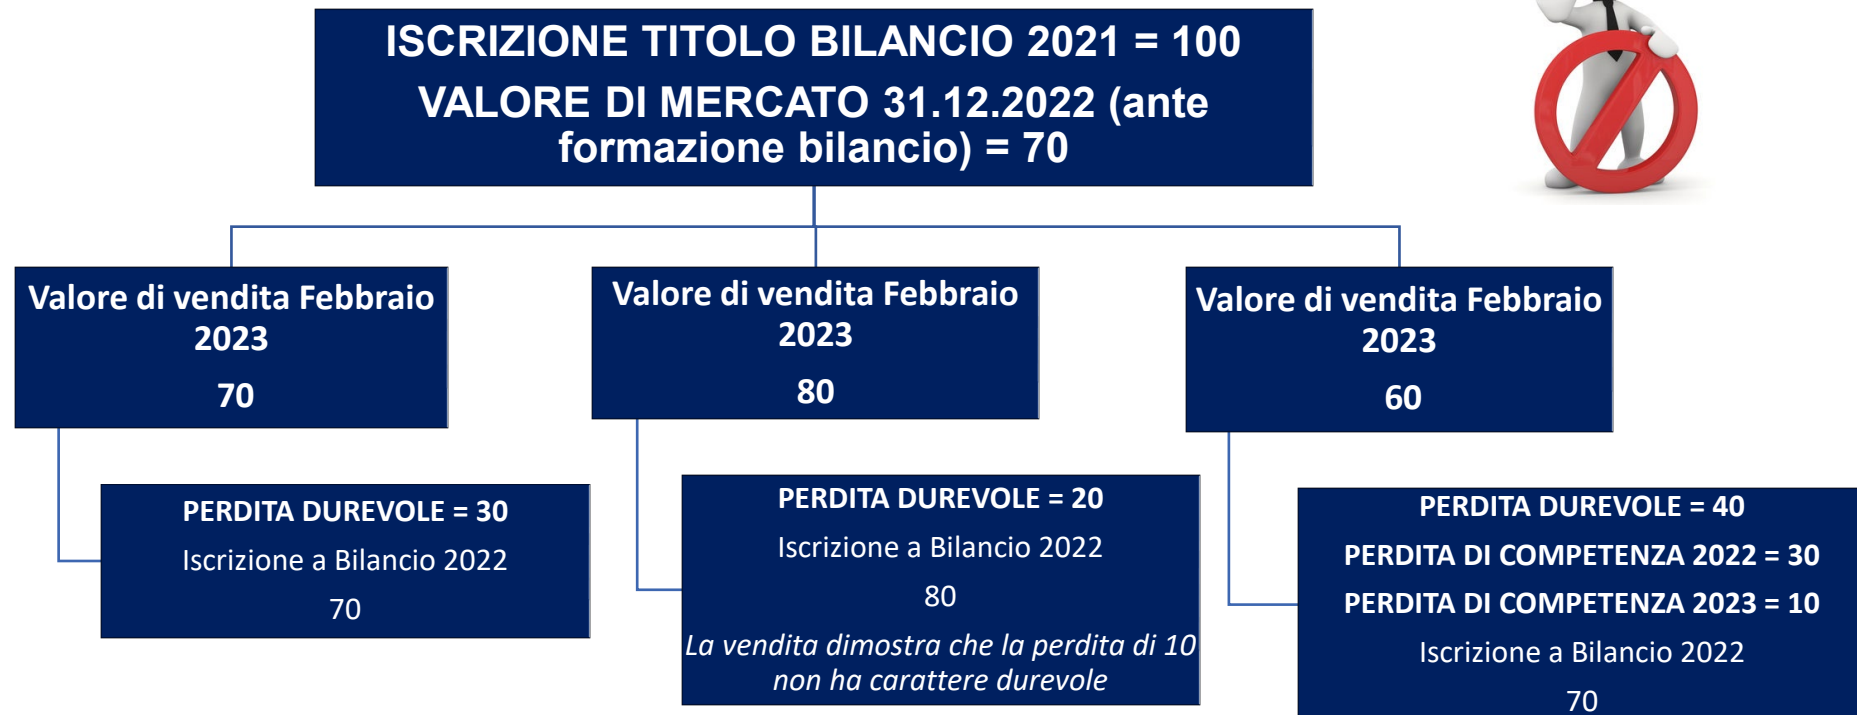 ISCRIZIONE TITOLO BILANCIO 2021 = 100
VALORE DI MERCATO 31.12.2022 (ante
formazione bilancio) = 70
Valore di vendita Febbraio
2023
70
Valore di vendita Febbraio
2023
80
Valore di vendita Febbraio
2023
60
PERDITA DUREVOLE = 30
Iscrizione a Bilancio 2022
70
PERDITA DUREVOLE = 20
Iscrizione a Bilancio 2022
80
La vendita dimostra che la perdita di 10
non ha carattere durevole
PERDITA DUREVOLE = 40
PERDITA DI COMPETENZA 2022 = 30
PERDITA DI COMPETENZA 2023 = 10
Iscrizione a Bilancio 2022
70